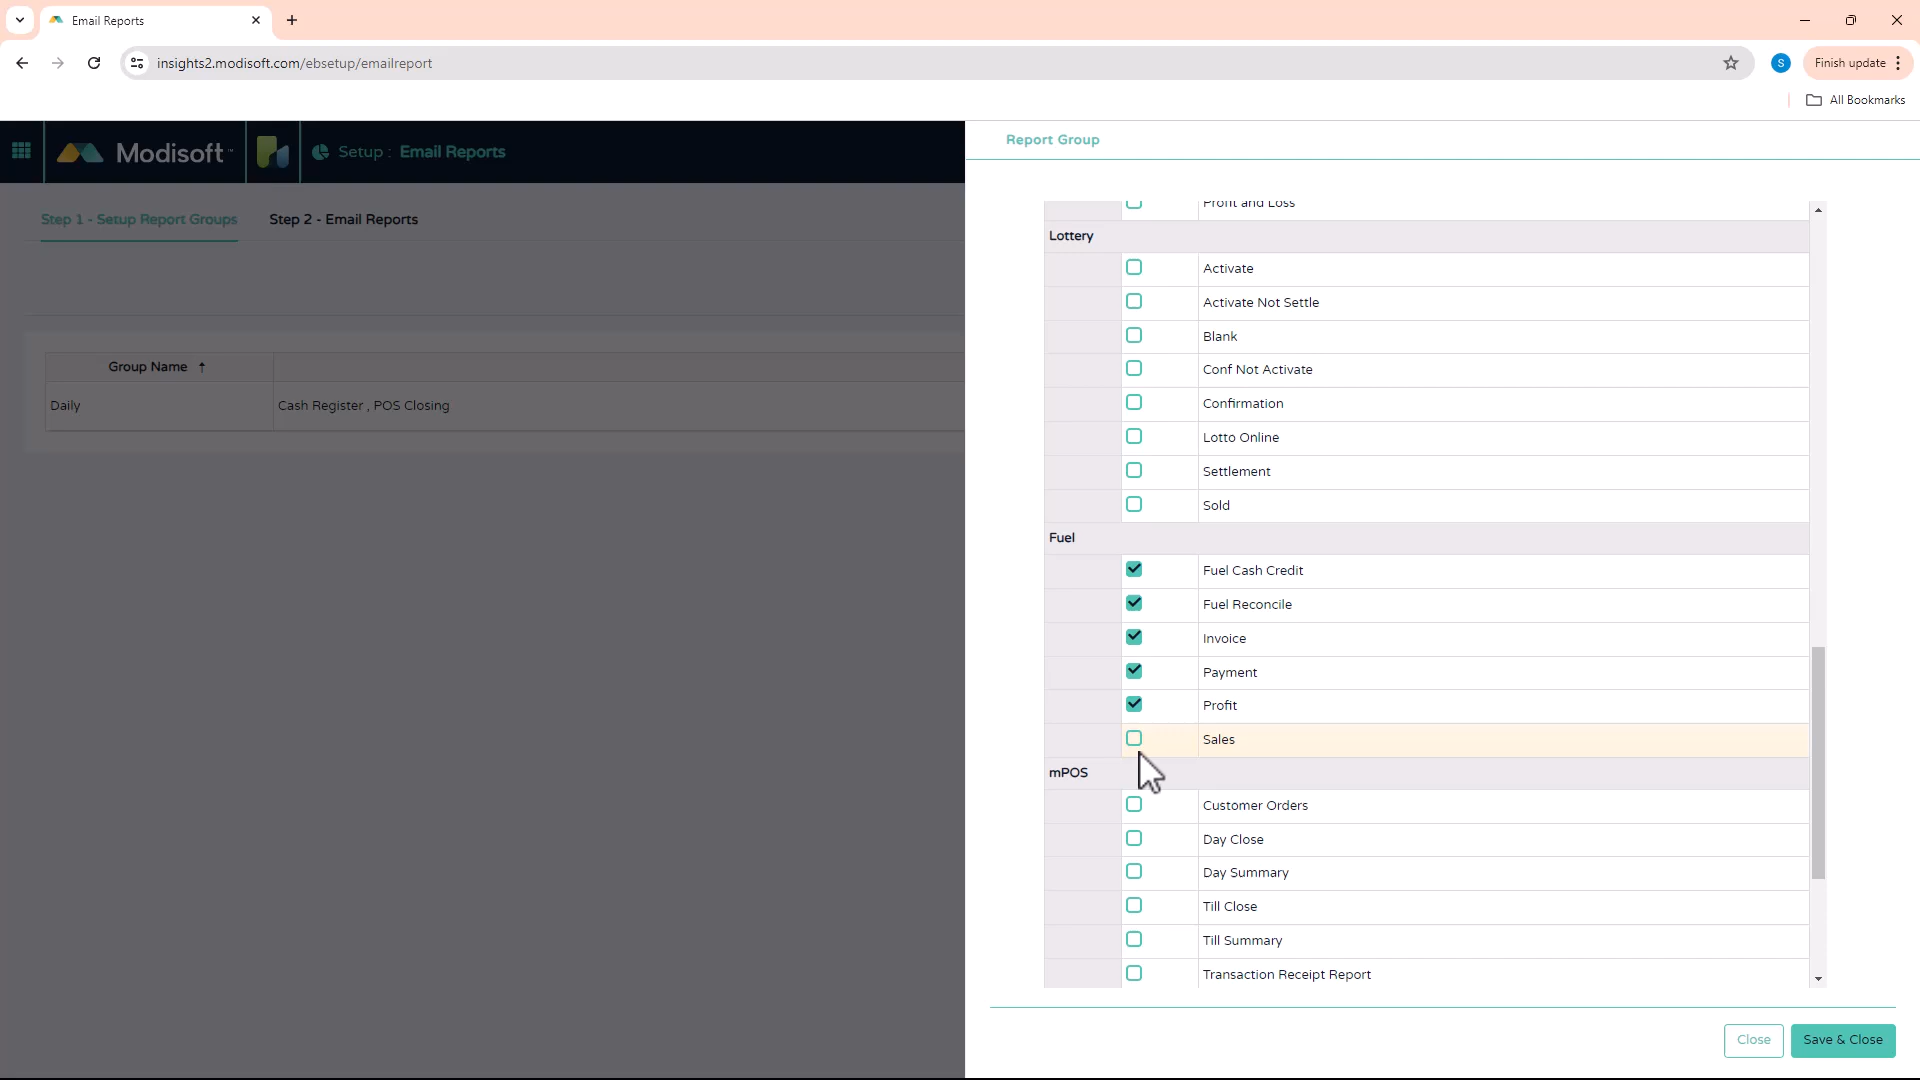 Email Reports
insights2.modisoft.com/ebsetup/emailreport
S
Finish update
All Bookmarks
Modisoft™
Setup : Email Reports
Report Group
Step 1 - Setup Report Groups
Step 2 - Email Reports
Group Name ↑
Daily
Cash Register , POS Closing
Profit and Loss
Lottery
Activate
Activate Not Settle
Blank
Conf Not Activate
Confirmation
Lotto Online
Settlement
Sold
Fuel
Fuel Cash Credit
Fuel Reconcile
Invoice
Payment
Profit
Sales
mPOS
Customer Orders
Day Close
Day Summary
Till Close
Till Summary
Transaction Receipt Report
Close
Save & Close